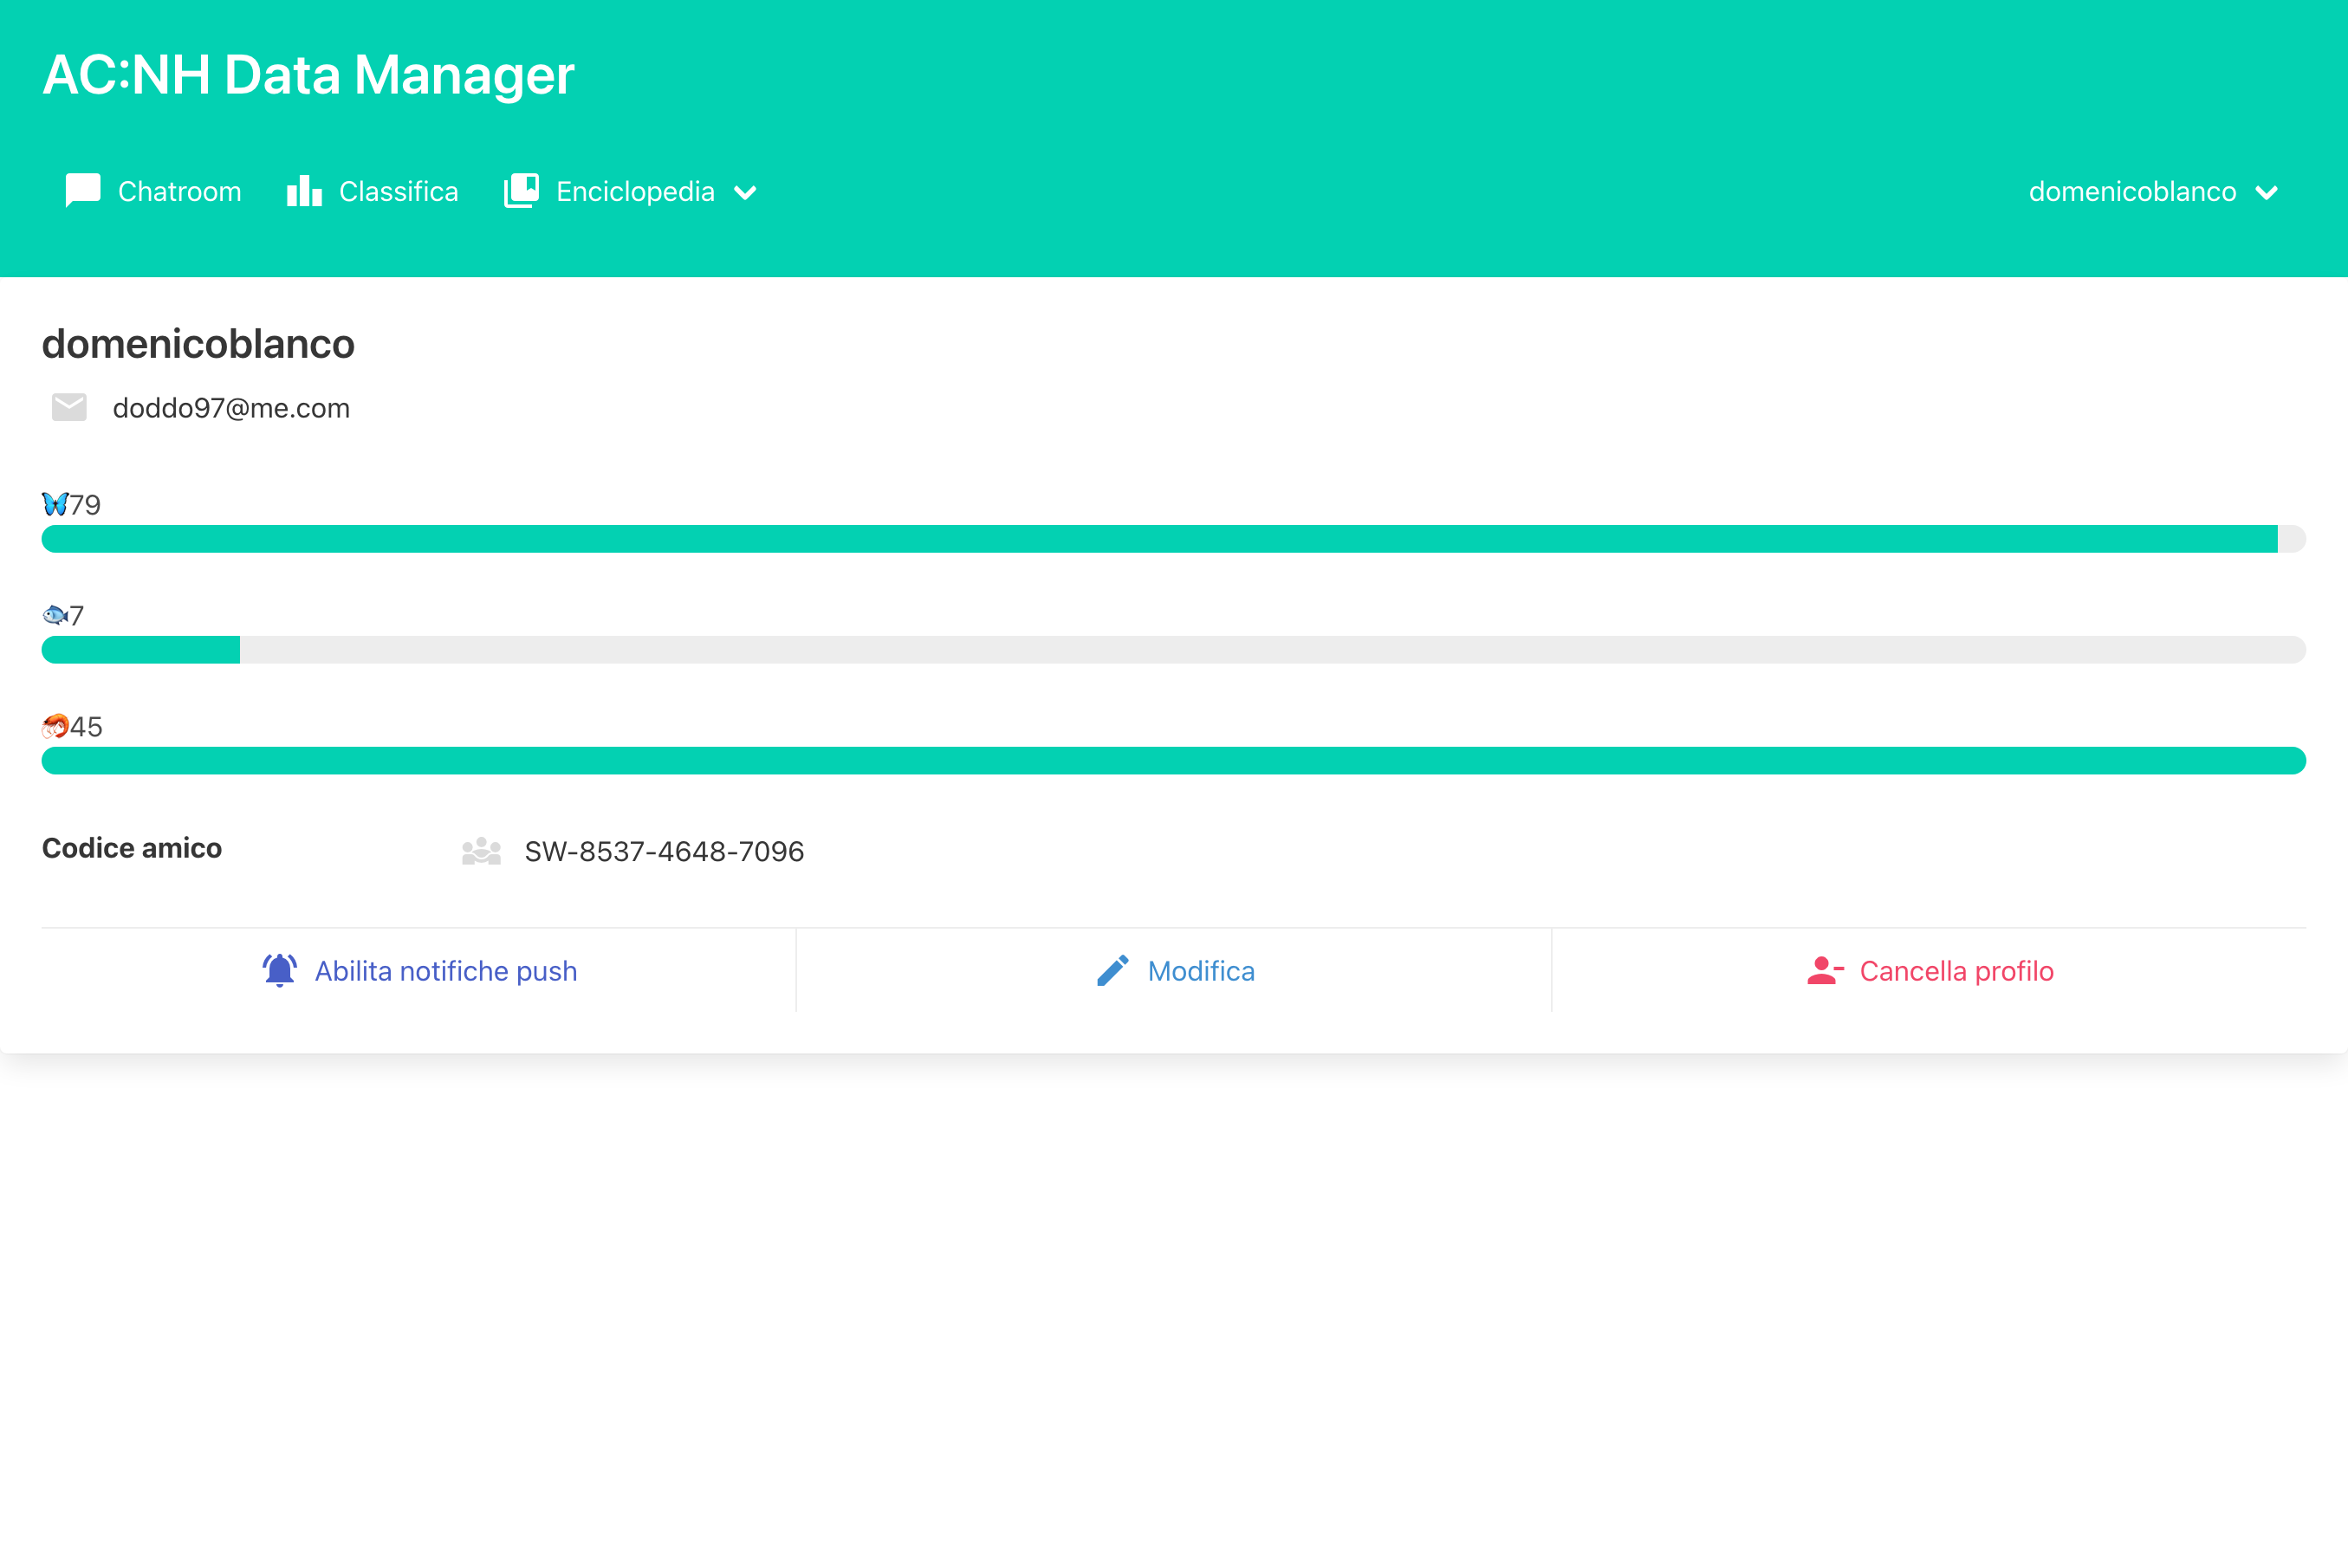 AC:NH Data Manager
Chatroom Classifica Enciclopedia domenicoblanco
domenicoblanco
doddo97@me.com
🦋79
🐟7
🦐45
Codice amico SW-8537-4648-7096
Abilita notifiche push Modifica Cancella profilo